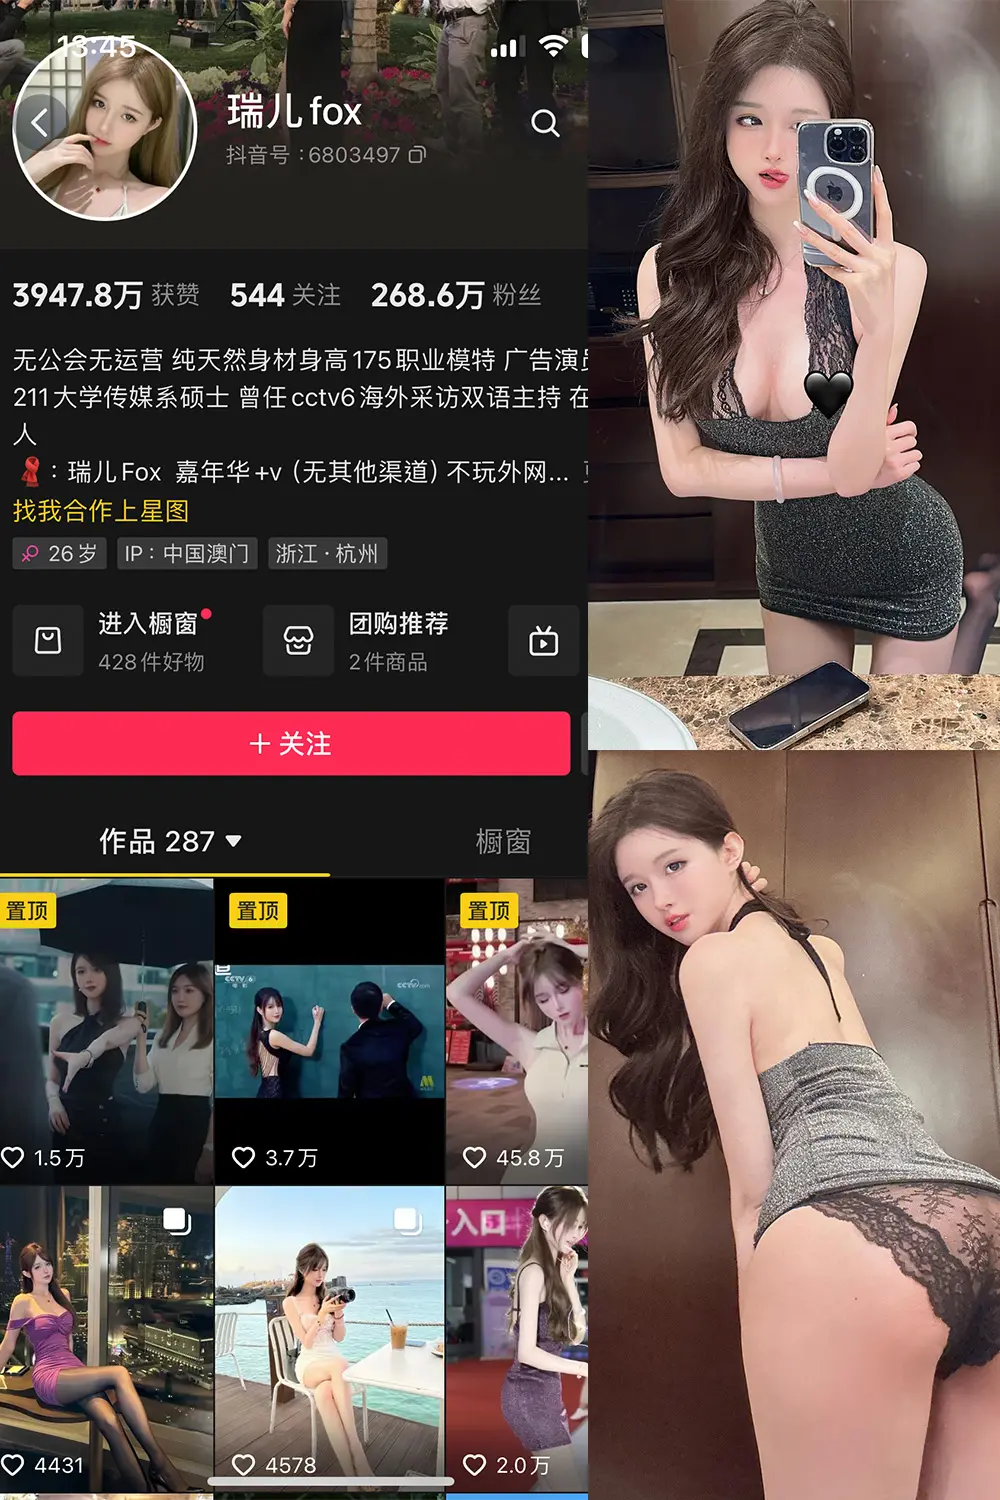 13:45
瑞儿fox
抖音号：6803497
3947.8万 获赞 544 关注 268.6万 粉丝
无公会无运营 纯天然身材身高175职业模特 广告演员
211大学传媒系硕士 曾任cctv6海外采访双语主持 在
人
：瑞儿Fox 嘉年华+v（无其他渠道）不玩外网...
找我合作上星图
26岁
IP：中国澳门
浙江·杭州
进入橱窗
428件好物
团购推荐
2件商品
+ 关注
作品 287
橱窗
置顶
置顶
置顶
CCTV 6
CCTV6.com
1.5万
3.7万
45.8万
入口
4431
4578
2.0万